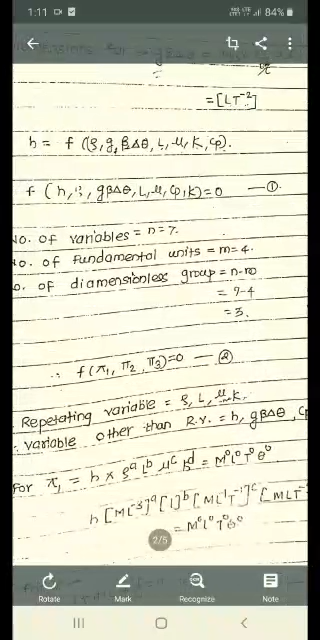 1:11
84%
= [LT⁻²]
h = f (ρ, g, βΔθ, L, μ, K, Cp).
f (h, ρ, gβΔθ, L, μ, Cp, K) = 0 — ①.
No. of variables = n = 7.
No. of fundamental units = m = 4.
o. of diamensionless group = n-m
= 7-4
= 3.
∴ f(π₁, π₂, π₃) = 0 — ②
Repetating variable = ρ, L, μ, K.
variable other than R.V. = h, gβΔθ, Cp
For π₁ = h × ρᵃ Lᵇ μᶜ kᵈ = M⁰L⁰T⁰θ⁰
h [ML⁻³]ᵃ [L]ᵇ [ML⁻¹T⁻¹]ᶜ [MLT⁻
= M⁰L⁰T⁰θ⁰
2/5
Rotate Mark Recognize Note